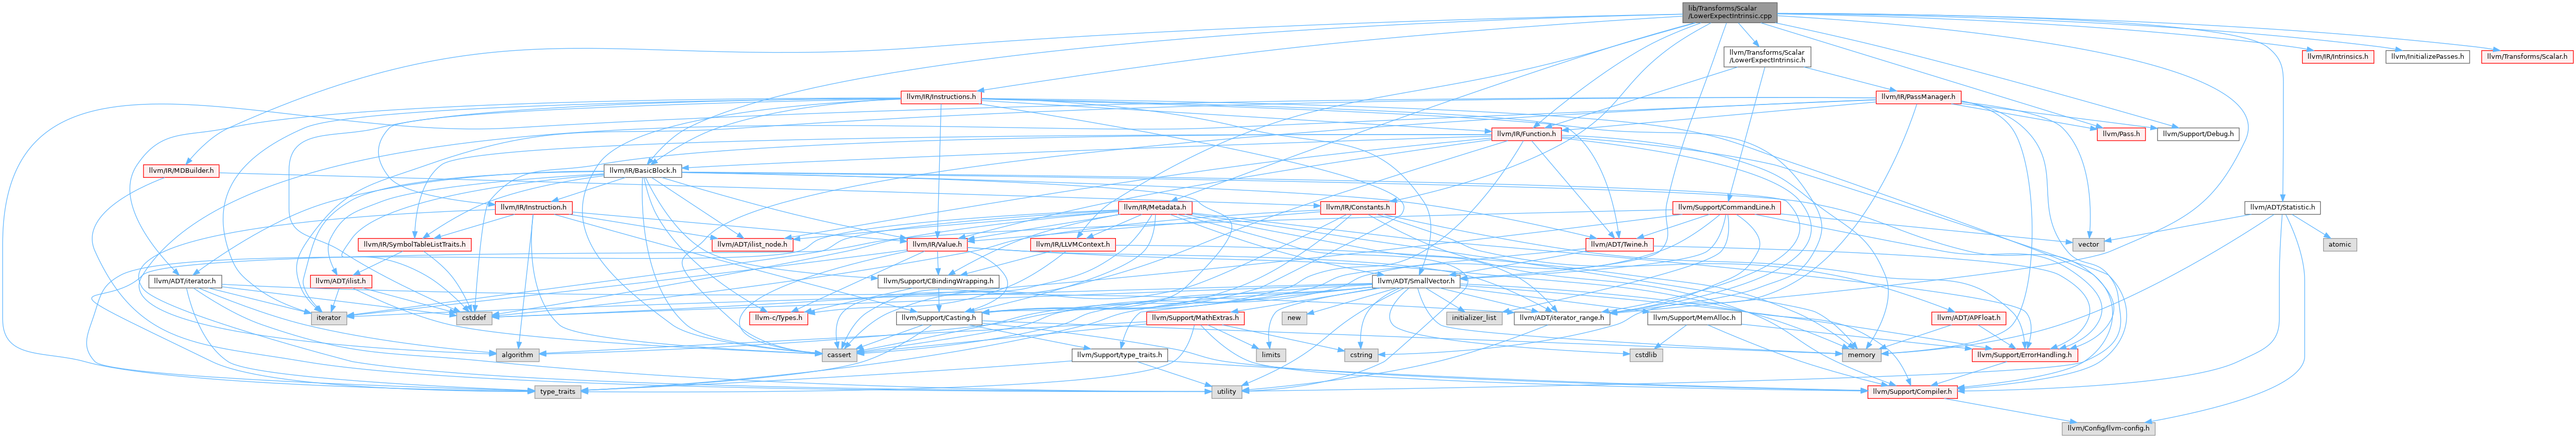 lib/Transforms/Scalar
/LowerExpectIntrinsic.cpp
llvm/Transforms/Scalar
/LowerExpectIntrinsic.h
llvm/IR/Intrinsics.h
llvm/InitializePasses.h
llvm/Transforms/Scalar.h
llvm/IR/Instructions.h
llvm/IR/PassManager.h
llvm/IR/Function.h
llvm/Pass.h
llvm/Support/Debug.h
llvm/IR/MDBuilder.h
llvm/IR/BasicBlock.h
llvm/IR/Instruction.h
llvm/IR/Metadata.h
llvm/IR/Constants.h
llvm/Support/CommandLine.h
llvm/ADT/Statistic.h
llvm/IR/SymbolTableListTraits.h
llvm/ADT/ilist_node.h
llvm/IR/Value.h
llvm/IR/LLVMContext.h
llvm/ADT/Twine.h
vector
atomic
llvm/ADT/iterator.h
llvm/ADT/ilist.h
llvm/Support/CBindingWrapping.h
llvm/ADT/SmallVector.h
iterator
cstddef
llvm-c/Types.h
llvm/Support/Casting.h
llvm/Support/MathExtras.h
new
initializer_list
llvm/ADT/iterator_range.h
llvm/Support/MemAlloc.h
llvm/ADT/APFloat.h
algorithm
cassert
llvm/Support/type_traits.h
limits
cstring
cstdlib
memory
llvm/Support/ErrorHandling.h
type_traits
utility
llvm/Support/Compiler.h
llvm/Config/llvm-config.h